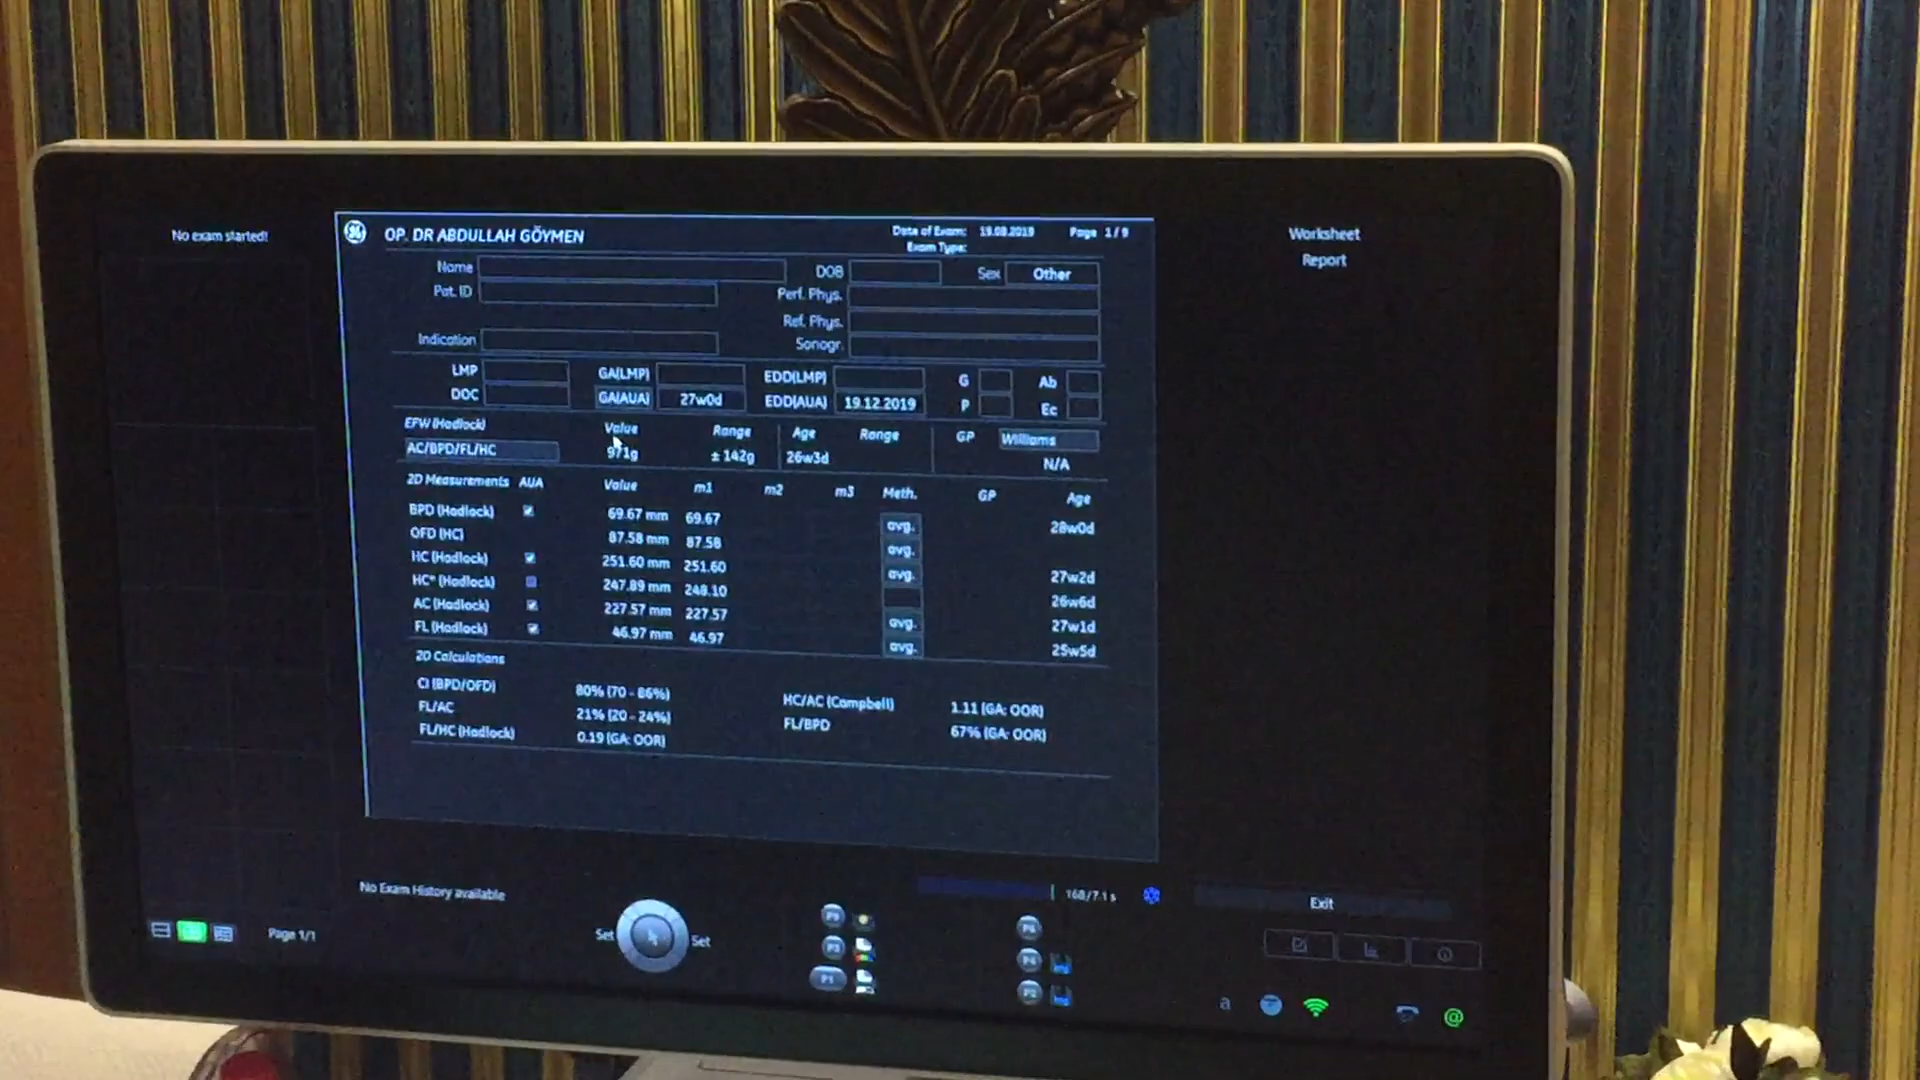 No exam started!
OP. DR ABDULLAH GÖYMEN
Date of Exam: 19.08.2019 Page 1/9
Exam Type:
Name DOB Sex Other
Pat. ID Perf. Phys.
Ref. Phys.
Indication Sonogr.
LMP GA(LMP) EDD(LMP) G Ab
DOC GA(AUA) 27w0d EDD(AUA) 19.12.2019 P Ec
EFW (Hadlock) Value Range Age Range GP Williams
AC/BPD/FL/HC 971g ± 142g 26w3d N/A
2D Measurements AUA Value m1 m2 m3 Meth. GP Age
BPD (Hadlock) 69.67 mm 69.67 avg. 28w0d
OFD (HC) 87.58 mm 87.58 avg.
HC (Hadlock) 251.60 mm 251.60 avg. 27w2d
HC* (Hadlock) 247.89 mm 248.10 26w6d
AC (Hadlock) 227.57 mm 227.57 avg. 27w1d
FL (Hadlock) 46.97 mm 46.97 avg. 25w5d
2D Calculations
CI (BPD/OFD) 80% (70 - 86%) HC/AC (Campbell) 1.11 (GA: OOR)
FL/AC 21% (20 - 24%) FL/BPD 67% (GA: OOR)
FL/HC (Hadlock) 0.19 (GA: OOR)
Worksheet
Report
No Exam History available
168/7.1 s
Exit
Page 1/1
Set Set
P1
P3
P2
P4
a
@